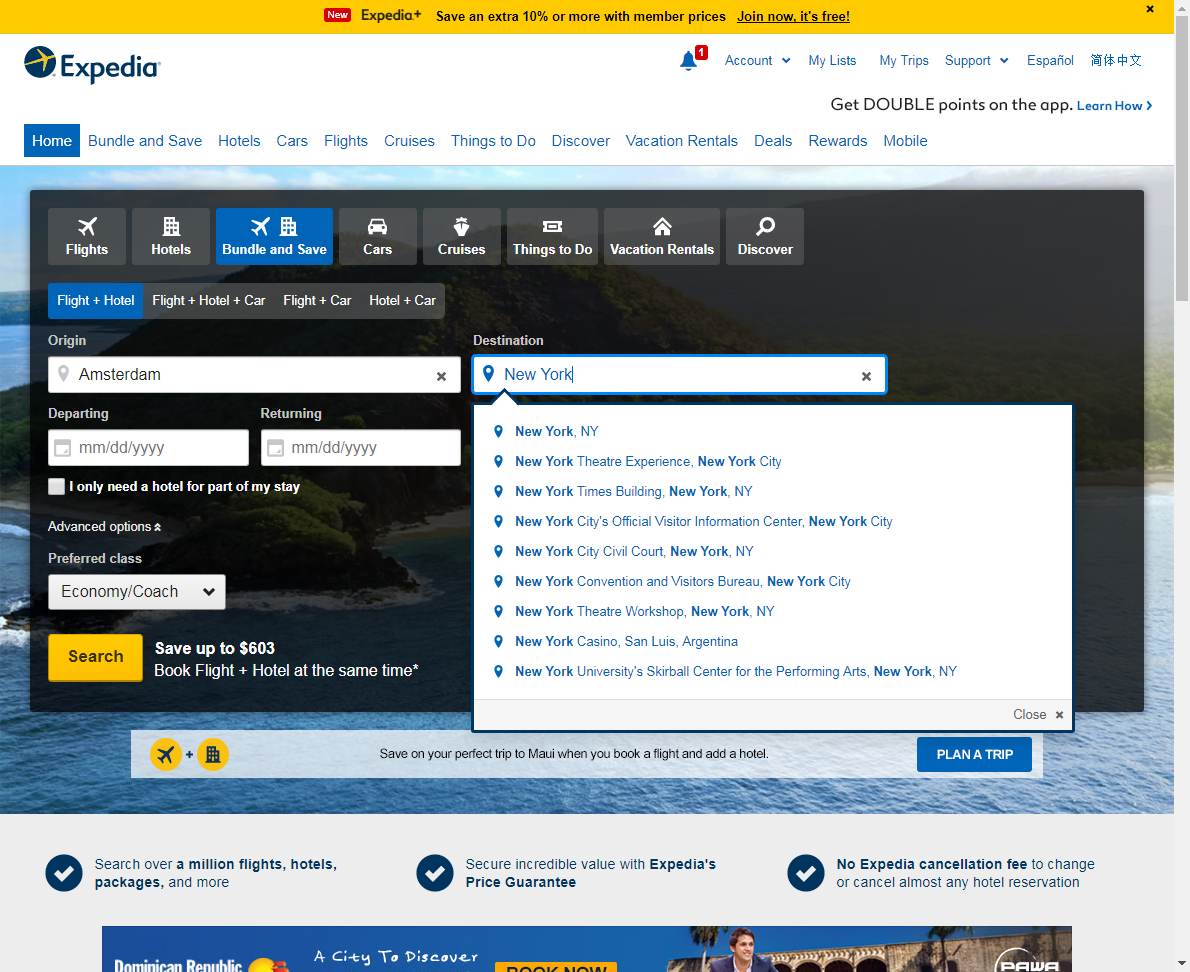 New Expedia+ Save an extra 10% or more with member prices Join now, it's free!
Expedia
1 Account My Lists My Trips Support Español 简体中文
Get DOUBLE points on the app. Learn How
Home Bundle and Save Hotels Cars Flights Cruises Things to Do Discover Vacation Rentals Deals Rewards Mobile
Flights Hotels Bundle and Save Cars Cruises Things to Do Vacation Rentals Discover
Flight + Hotel Flight + Hotel + Car Flight + Car Hotel + Car
Origin Destination
Amsterdam New York
Departing Returning
mm/dd/yyyy mm/dd/yyyy
I only need a hotel for part of my stay
Advanced options
Preferred class
Economy/Coach
Search
Save up to $603
Book Flight + Hotel at the same time*
New York, NY
New York Theatre Experience, New York City
New York Times Building, New York, NY
New York City's Official Visitor Information Center, New York City
New York City Civil Court, New York, NY
New York Convention and Visitors Bureau, New York City
New York Theatre Workshop, New York, NY
New York Casino, San Luis, Argentina
New York University's Skirball Center for the Performing Arts, New York, NY
Close
+ Save on your perfect trip to Maui when you book a flight and add a hotel. PLAN A TRIP
Search over a million flights, hotels,
packages, and more
Secure incredible value with Expedia's
Price Guarantee
No Expedia cancellation fee to change
or cancel almost any hotel reservation
Dominican Republic
A City To Discover
BOOK NOW
PAWA